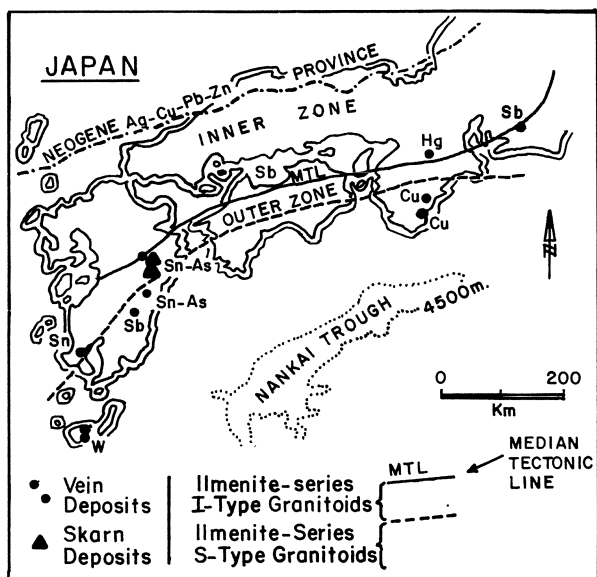 JAPAN
NEOGENE Ag-Cu-Pb-Zn PROVINCE
INNER ZONE
Sb
Hg
Sb
MTL
OUTER ZONE
Cu
Cu
Sn-As
Sn-As
Sb
Sn
W
NANKAI TROUGH
4500m.
N
0 200
Km
Vein Deposits
Skarn Deposits
Ilmenite-series
I-Type Granitoids
Ilmenite-Series
S-Type Granitoids
MTL
MEDIAN
TECTONIC
LINE